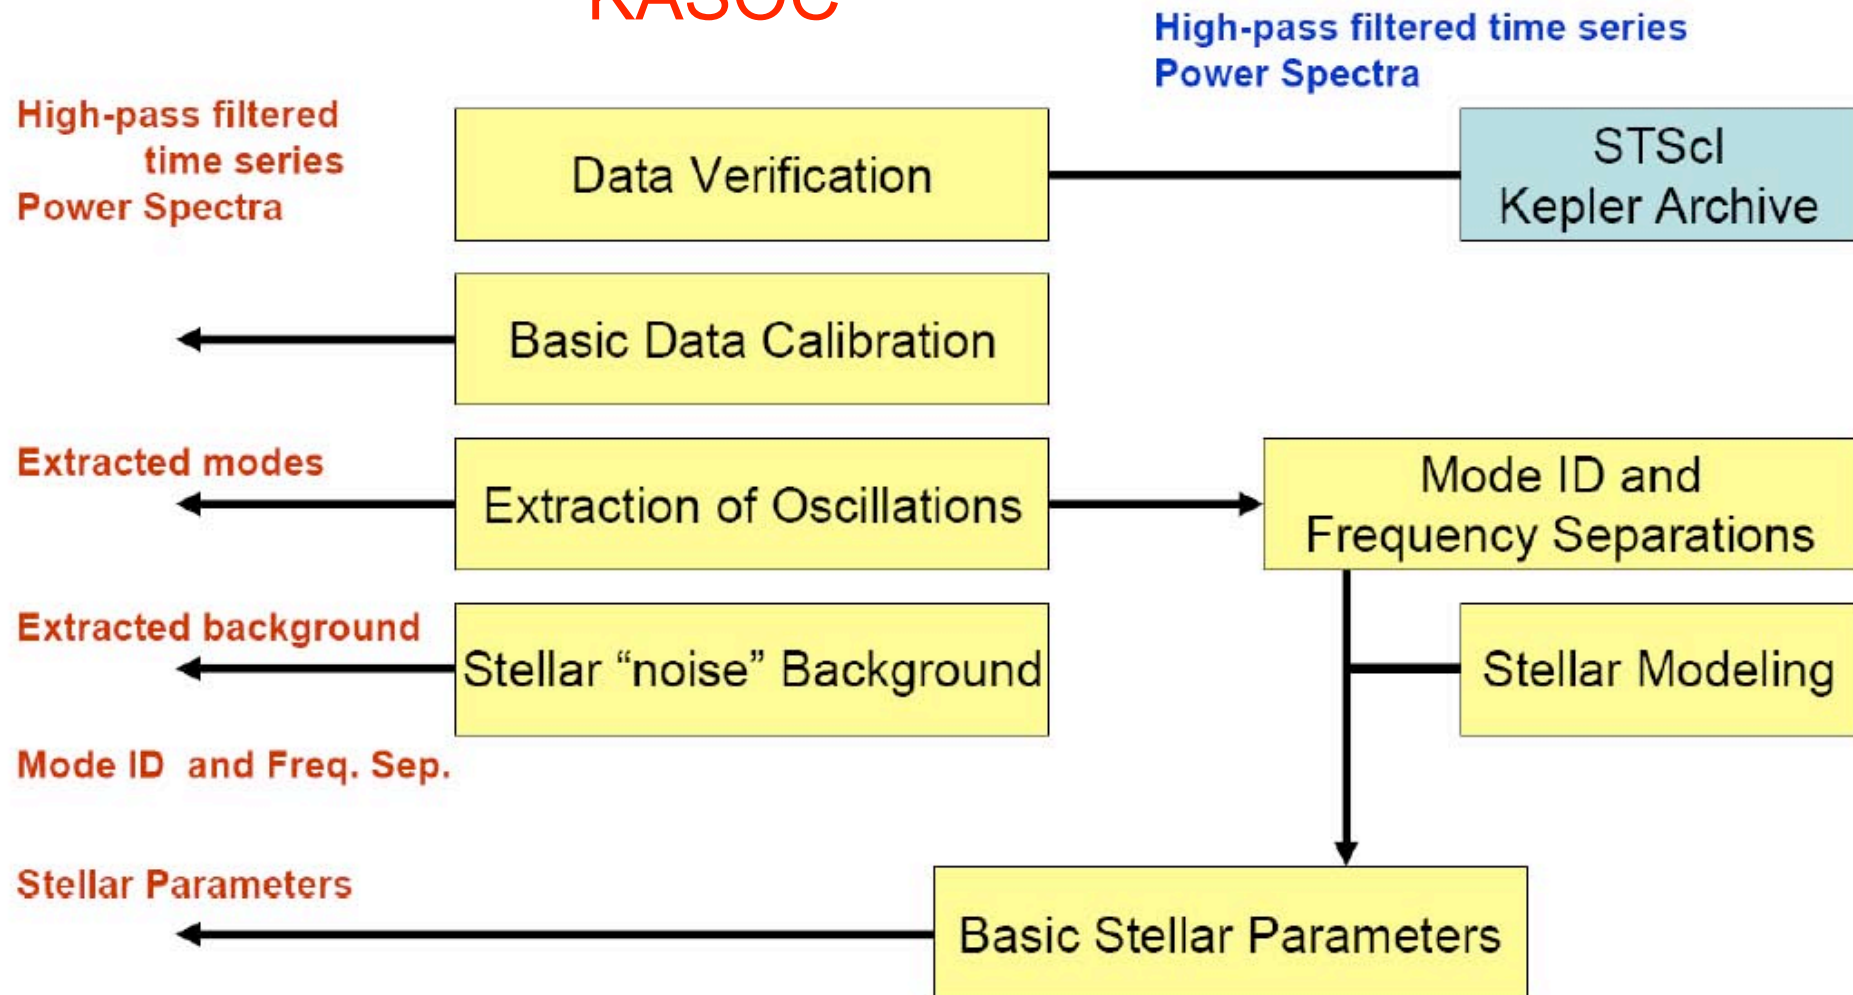 KASOC
High-pass filtered time series
Power Spectra
High-pass filtered
time series
Power Spectra
Data Verification
STScI
Kepler Archive
Basic Data Calibration
Extracted modes
Extraction of Oscillations
Mode ID and
Frequency Separations
Extracted background
Stellar “noise” Background
Stellar Modeling
Mode ID and Freq. Sep.
Stellar Parameters
Basic Stellar Parameters